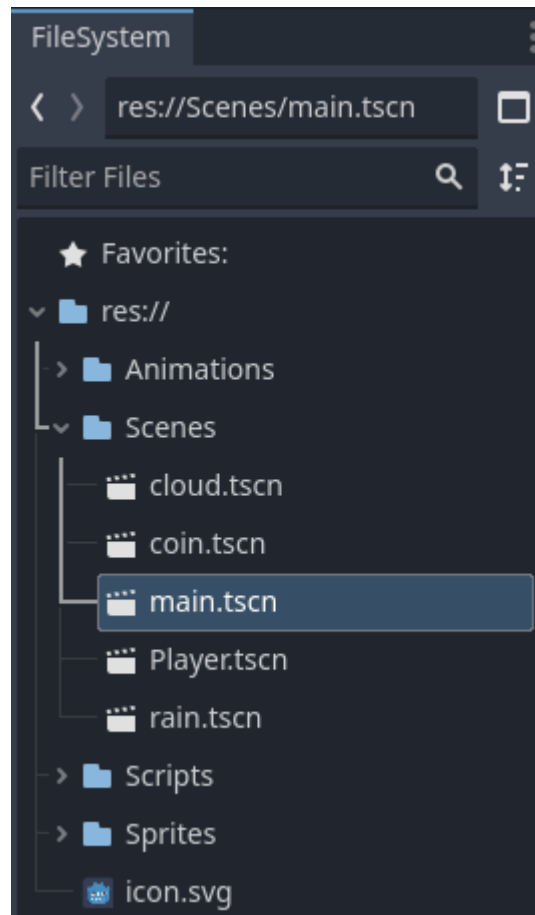 FileSystem
res://Scenes/main.tscn
Filter Files
Favorites:
res://
Animations
Scenes
cloud.tscn
coin.tscn
main.tscn
Player.tscn
rain.tscn
Scripts
Sprites
icon.svg